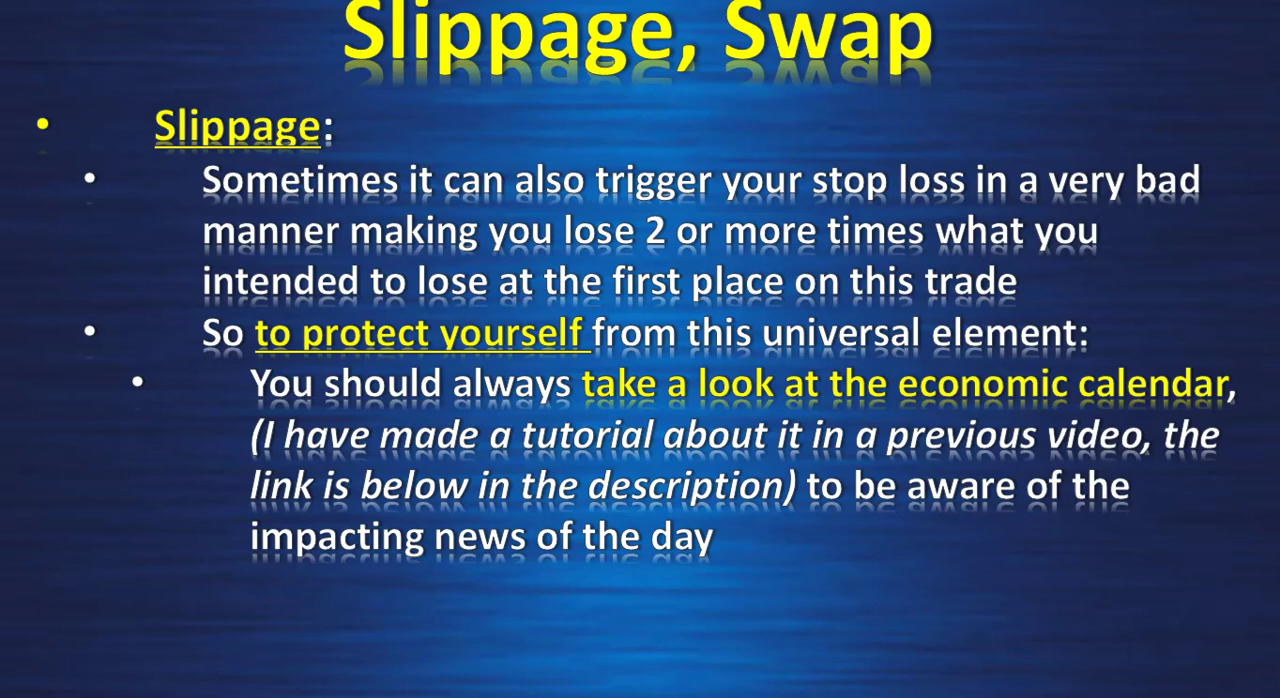 Slippage, Swap
• Slippage:
• Sometimes it can also trigger your stop loss in a very bad
manner making you lose 2 or more times what you
intended to lose at the first place on this trade
• So to protect yourself from this universal element:
• You should always take a look at the economic calendar,
(I have made a tutorial about it in a previous video, the
link is below in the description) to be aware of the
impacting news of the day